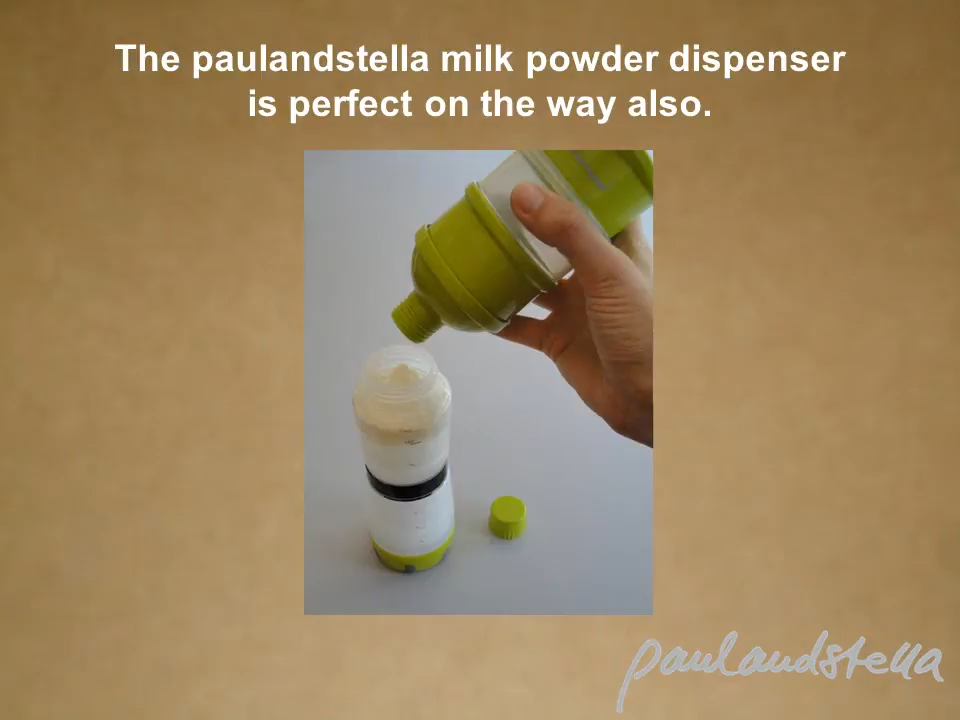 The paulandstella milk powder dispenser
is perfect on the way also.
paulandstella